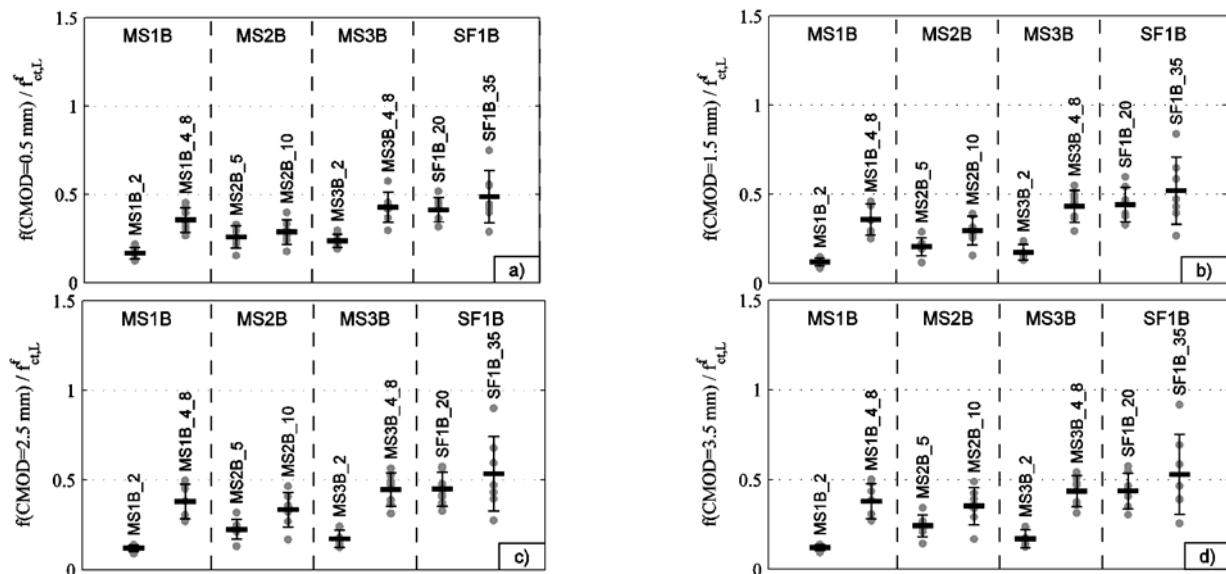 1.5
MS1B MS2B MS3B SF1B
1
0.5
0
f(CMOD=0.5 mm) / f^f_ct,L
MS1B_2
MS1B_4_8
MS2B_5
MS2B_10
MS3B_2
MS3B_4_8
SF1B_20
SF1B_35
a)
1.5
MS1B MS2B MS3B SF1B
1
0.5
0
f(CMOD=1.5 mm) / f^f_ct,L
MS1B_2
MS1B_4_8
MS2B_5
MS2B_10
MS3B_2
MS3B_4_8
SF1B_20
SF1B_35
b)
1.5
MS1B MS2B MS3B SF1B
1
0.5
0
f(CMOD=2.5 mm) / f^f_ct,L
MS1B_2
MS1B_4_8
MS2B_5
MS2B_10
MS3B_2
MS3B_4_8
SF1B_20
SF1B_35
c)
1.5
MS1B MS2B MS3B SF1B
1
0.5
0
f(CMOD=3.5 mm) / f^f_ct,L
MS1B_2
MS1B_4_8
MS2B_5
MS2B_10
MS3B_2
MS3B_4_8
SF1B_20
SF1B_35
d)